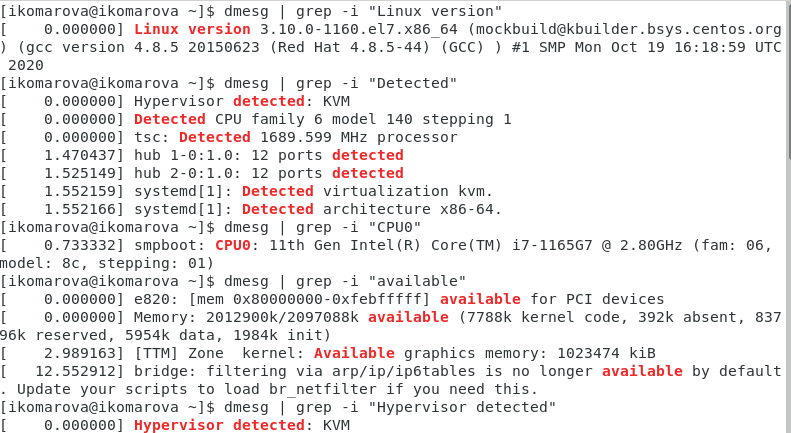 [ikomarova@ikomarova ~]$ dmesg | grep -i "Linux version"
[    0.000000] Linux version 3.10.0-1160.el7.x86_64 (mockbuild@kbuilder.bsys.centos.org
) (gcc version 4.8.5 20150623 (Red Hat 4.8.5-44) (GCC) ) #1 SMP Mon Oct 19 16:18:59 UTC
 2020
[ikomarova@ikomarova ~]$ dmesg | grep -i "Detected"
[    0.000000] Hypervisor detected: KVM
[    0.000000] Detected CPU family 6 model 140 stepping 1
[    0.000000] tsc: Detected 1689.599 MHz processor
[    1.470437] hub 1-0:1.0: 12 ports detected
[    1.525149] hub 2-0:1.0: 12 ports detected
[    1.552159] systemd[1]: Detected virtualization kvm.
[    1.552166] systemd[1]: Detected architecture x86-64.
[ikomarova@ikomarova ~]$ dmesg | grep -i "CPU0"
[    0.733332] smpboot: CPU0: 11th Gen Intel(R) Core(TM) i7-1165G7 @ 2.80GHz (fam: 06,
model: 8c, stepping: 01)
[ikomarova@ikomarova ~]$ dmesg | grep -i "available"
[    0.000000] e820: [mem 0x80000000-0xfebfffff] available for PCI devices
[    0.000000] Memory: 2012900k/2097088k available (7788k kernel code, 392k absent, 837
96k reserved, 5954k data, 1984k init)
[    2.989163] [TTM] Zone  kernel: Available graphics memory: 1023474 kiB
[   12.552912] bridge: filtering via arp/ip/ip6tables is no longer available by default
. Update your scripts to load br_netfilter if you need this.
[ikomarova@ikomarova ~]$ dmesg | grep -i "Hypervisor detected"
[    0.000000] Hypervisor detected: KVM